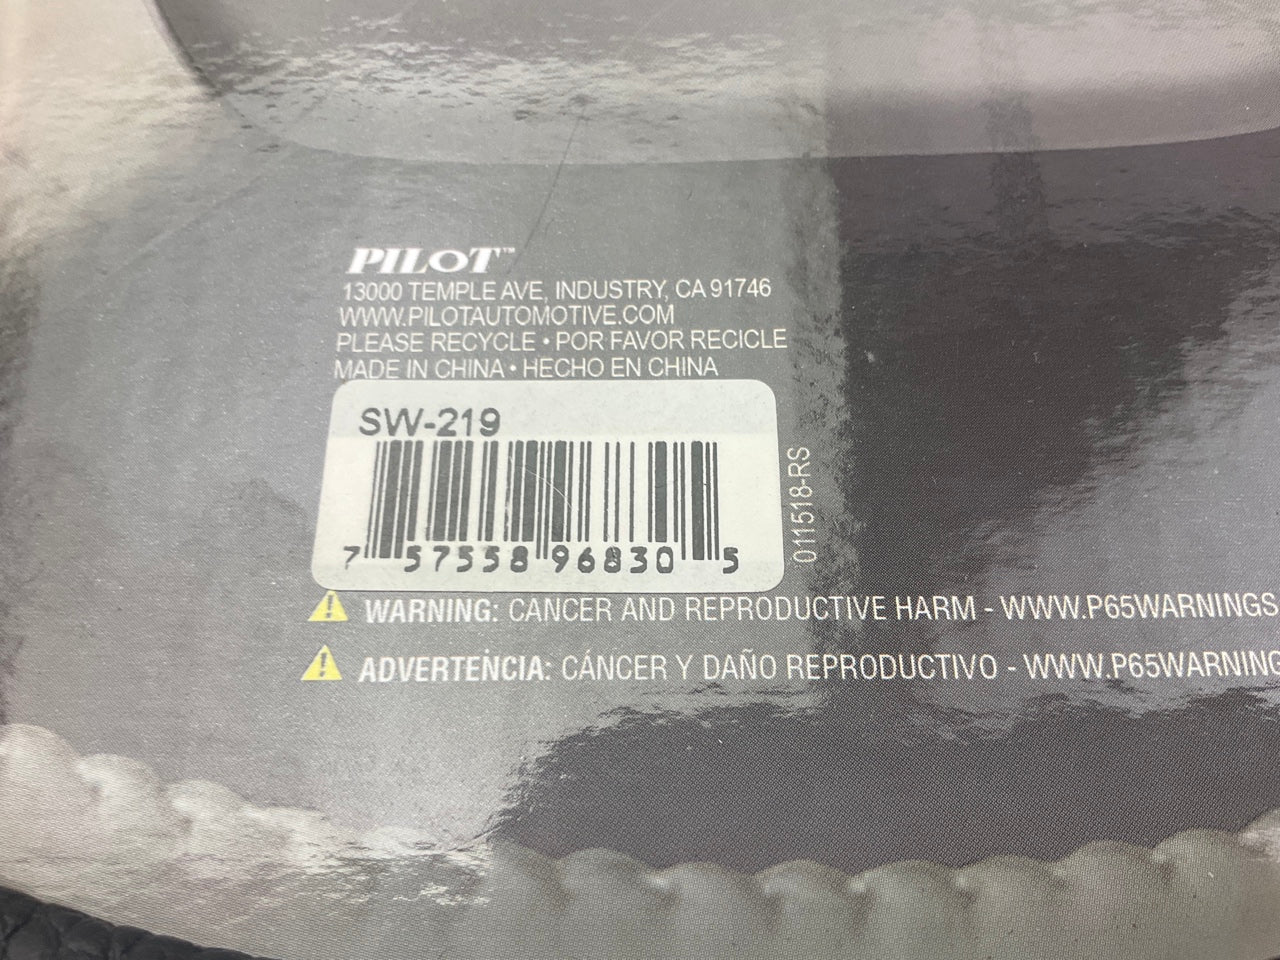 PILOT™
13000 TEMPLE AVE, INDUSTRY, CA 91746
WWW.PILOTAUTOMOTIVE.COM
PLEASE RECYCLE • POR FAVOR RECICLE
MADE IN CHINA • HECHO EN CHINA
SW-219
7 57558 96830 5
011518-RS
WARNING: CANCER AND REPRODUCTIVE HARM - WWW.P65WARNINGS
ADVERTENCIA: CÁNCER Y DAÑO REPRODUCTIVO - WWW.P65WARNING